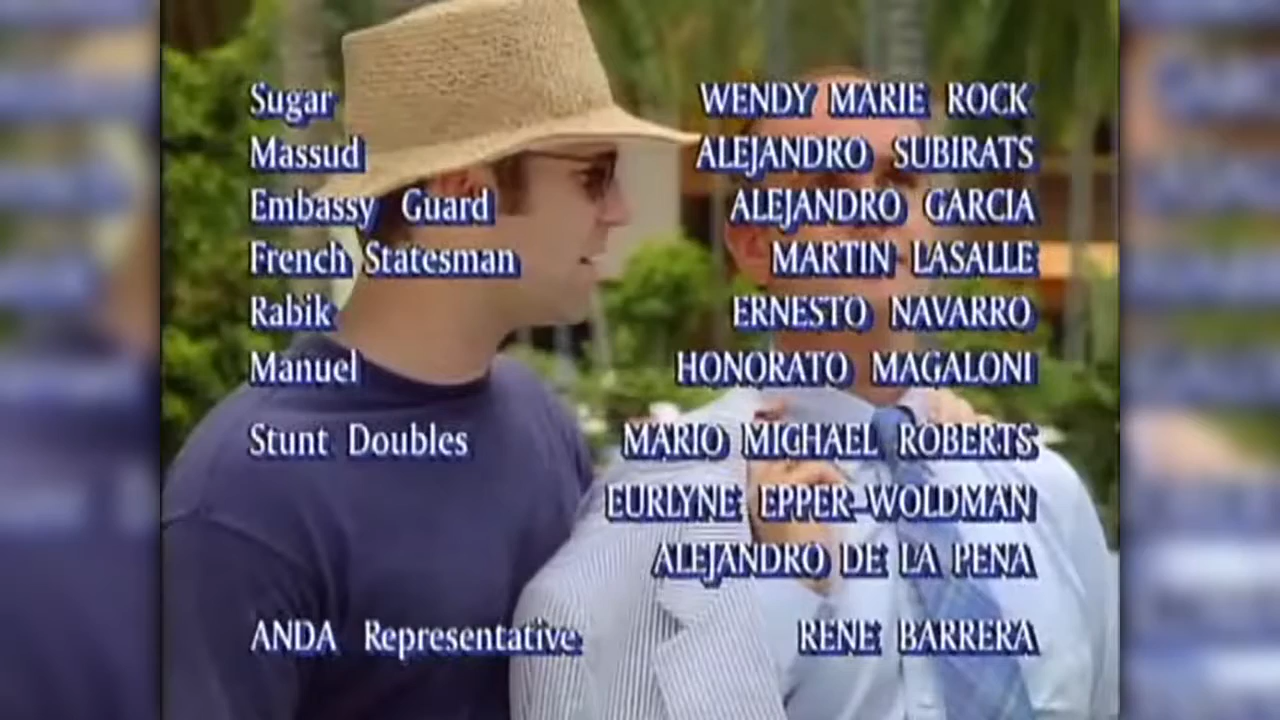 Sugar WENDY MARIE ROCK
Massud ALEJANDRO SUBIRATS
Embassy Guard ALEJANDRO GARCIA
French Statesman MARTIN LASALLE
Rabik ERNESTO NAVARRO
Manuel HONORATO MAGALONI
Stunt Doubles MARIO MICHAEL ROBERTS
EURLYNE EPPER-WOLDMAN
ALEJANDRO DE LA PENA
ANDA Representative RENE BARRERA